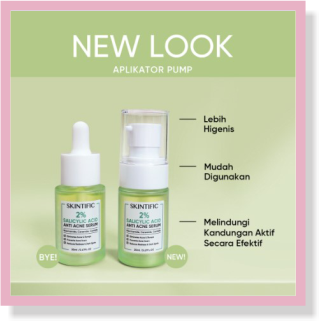 NEW LOOK
APLIKATOR PUMP
Lebih
Higenis
Mudah
Digunakan
Melindungi
Kandungan Aktif
Secara Efektif
SKINTIFIC
2%
SALICYLIC ACID
ANTI ACNE SERUM
BYE!
SKINTIFIC
2%
SALICYLIC ACID
ANTI ACNE SERUM
NEW!